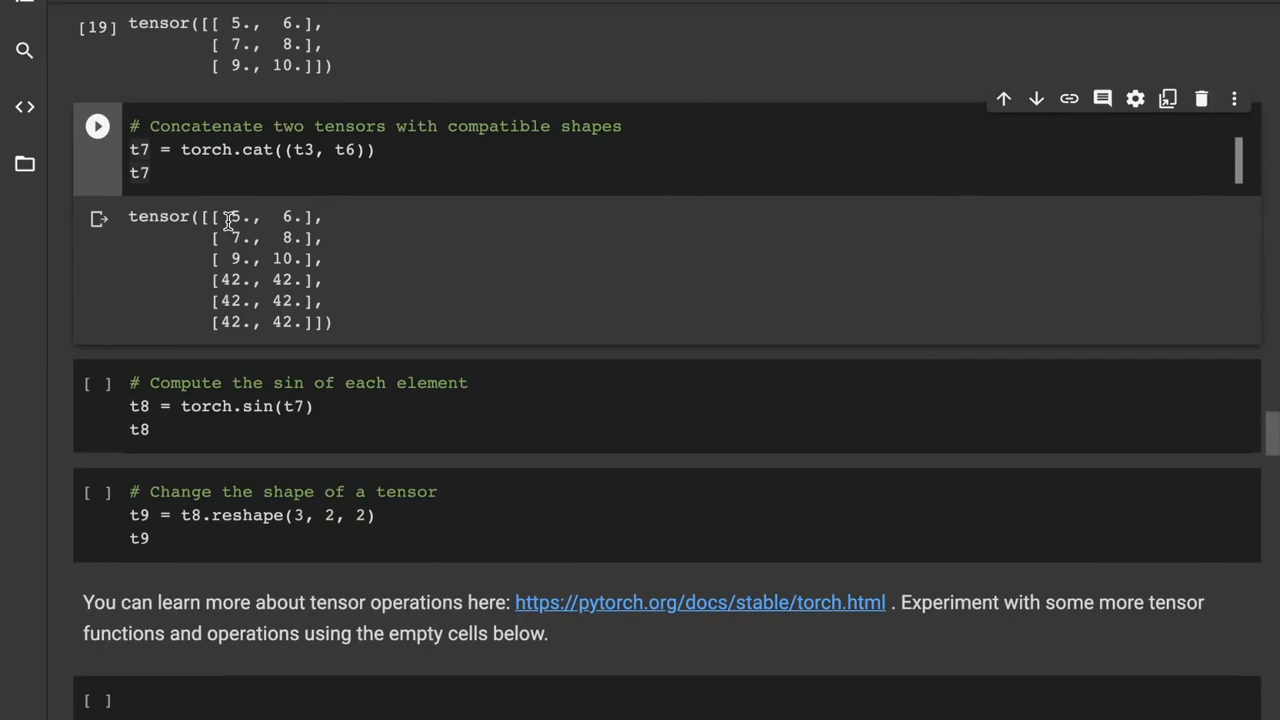 [19] tensor([[ 5.,  6.],
[ 7.,  8.],
[ 9., 10.]])
# Concatenate two tensors with compatible shapes
t7 = torch.cat((t3, t6))
t7
tensor([[ 5.,  6.],
[ 7.,  8.],
[ 9., 10.],
[42., 42.],
[42., 42.],
[42., 42.]])
[ ] # Compute the sin of each element
t8 = torch.sin(t7)
t8
[ ] # Change the shape of a tensor
t9 = t8.reshape(3, 2, 2)
t9
You can learn more about tensor operations here: https://pytorch.org/docs/stable/torch.html . Experiment with some more tensor
functions and operations using the empty cells below.
[ ]